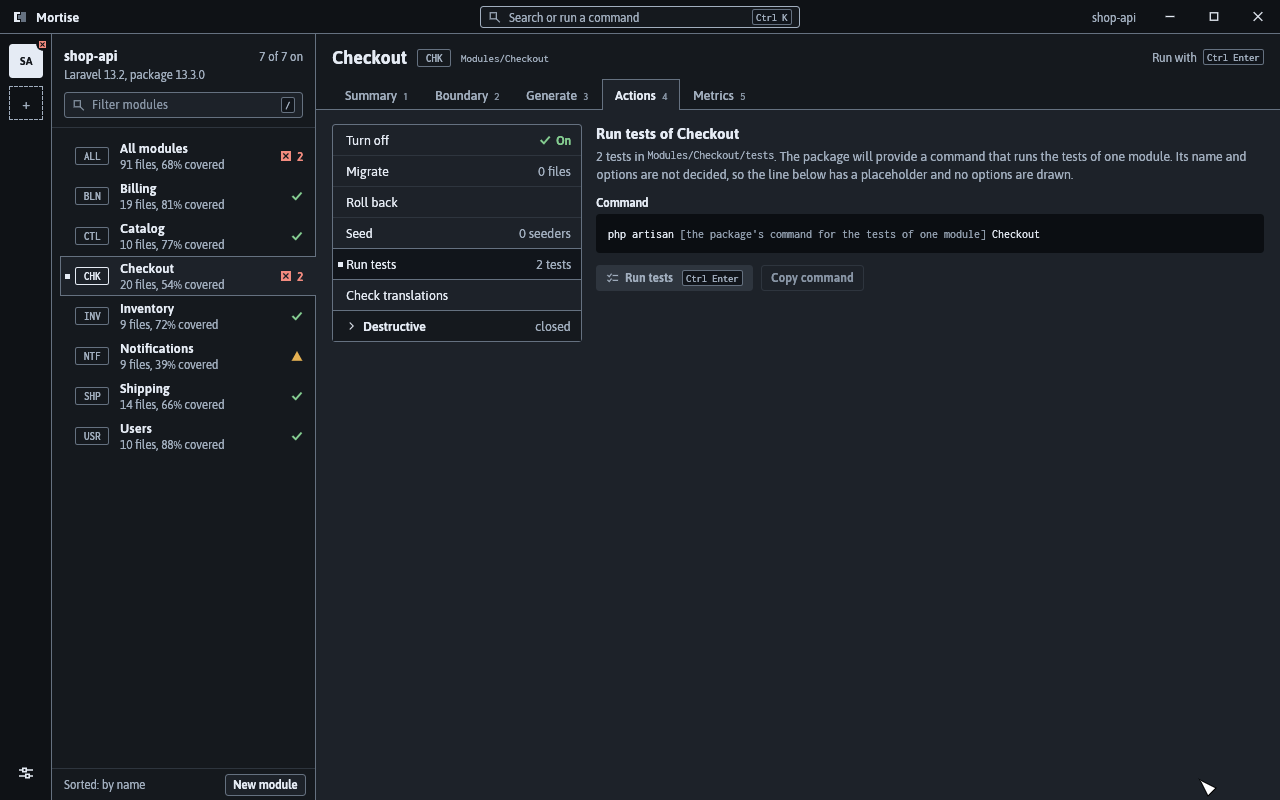 Mortise
Search or run a command
Ctrl K
shop-api
SA
+
shop-api
7 of 7 on
Laravel 13.2, package 13.3.0
Filter modules
/
ALL
All modules
91 files, 68% covered
2
BLN
Billing
19 files, 81% covered
CTL
Catalog
10 files, 77% covered
CHK
Checkout
20 files, 54% covered
2
INV
Inventory
9 files, 72% covered
NTF
Notifications
9 files, 39% covered
SHP
Shipping
14 files, 66% covered
USR
Users
10 files, 88% covered
Sorted: by name
New module
Checkout
CHK
Modules/Checkout
Run with
Ctrl Enter
Summary 1
Boundary 2
Generate 3
Actions 4
Metrics 5
Turn off
On
Migrate
0 files
Roll back
Seed
0 seeders
Run tests
2 tests
Check translations
Destructive
closed
Run tests of Checkout
2 tests in Modules/Checkout/tests. The package will provide a command that runs the tests of one module. Its name and
options are not decided, so the line below has a placeholder and no options are drawn.
Command
php artisan [the package's command for the tests of one module] Checkout
Run tests
Ctrl Enter
Copy command